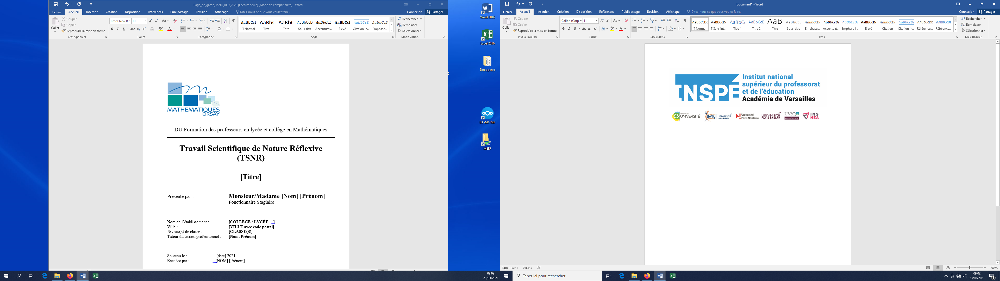 Page_de_garde_TSNR_AEU_2020 [Lecture seule] [Mode de compatibilité] - Word
Fichier Accueil Insertion Création Disposition Références Publipostage Révision Affichage Dites-nous ce que vous voulez faire.. Connexion Partager
Coller
Couper
Copier
Reproduire la mise en forme
Times New R 10
G I S abc x₂ x²
AaBbCcI AaBbC AaBbC AaBbCcD AaBbCcD AaBbCcI AaBbCcD AaBbCcD
¶ Normal Titre 1 Titre Sous-titre Accentuat... Élevé Citation in... Emphase...
Rechercher
Remplacer
Sélectionner
Presse-papiers Police Paragraphe Style Modification
MATHEMATIQUES
ORSAY
DU Formation des professeurs en lycée et collège en Mathématiques
Travail Scientifique de Nature Réflexive
(TSNR)
[Titre]
Présenté par : Monsieur/Madame [Nom] [Prénom]
Fonctionnaire Stagiaire
Nom de l'établissement : [COLLÈGE / LYCÉE ]
Ville : [VILLE avec code postal]
Niveau(x) de classe : [CLASSE(S)]
Tuteur du terrain professionnel : [Nom, Prénom]
Soutenu le : [date] 2021
Encadré par : [NOM] [Prénom]
09:02
23/03/2021
Word 2016
Excel 2016
Docs perso
L3 -M1-M2
MEEF
Document1 - Word
Fichier Accueil Insertion Création Disposition Références Publipostage Révision Affichage Dites-nous ce que vous voulez faire. Connexion Partager
Coller
Couper
Copier
Reproduire la mise en forme
Calibri (Corp 11
G I S abc x₂ x²
AaBbCcDc AaBbCcDc AaBbCc AaBbCcD AaB AaBbCcD AaBbCcDc AaBbCcDc AaBbCcDc AaBbCcDc AaBbCcDc AaBbCcDc AaBbCcDc AaBbCcDc
¶ Normal ¶ Sans int... Titre 1 Titre 2 Titre Sous-titre Emphase... Accentuat... Emphase i... Élevé Citation Citation in... Référence... Référence...
Rechercher
Remplacer
Sélectionner
Presse-papiers Police Paragraphe Style Modification
INSPÉ
Institut national
supérieur du professorat
et de l'éducation
Académie de Versailles
CY UNIVERSITÉ
evry université PARIS-SACLAY
Université Paris Nanterre
université PARIS-SACLAY
UVSQ
INS HEA
Page 1 sur 1 0 mots
100 %
Taper ici pour rechercher
09:02
23/03/2021